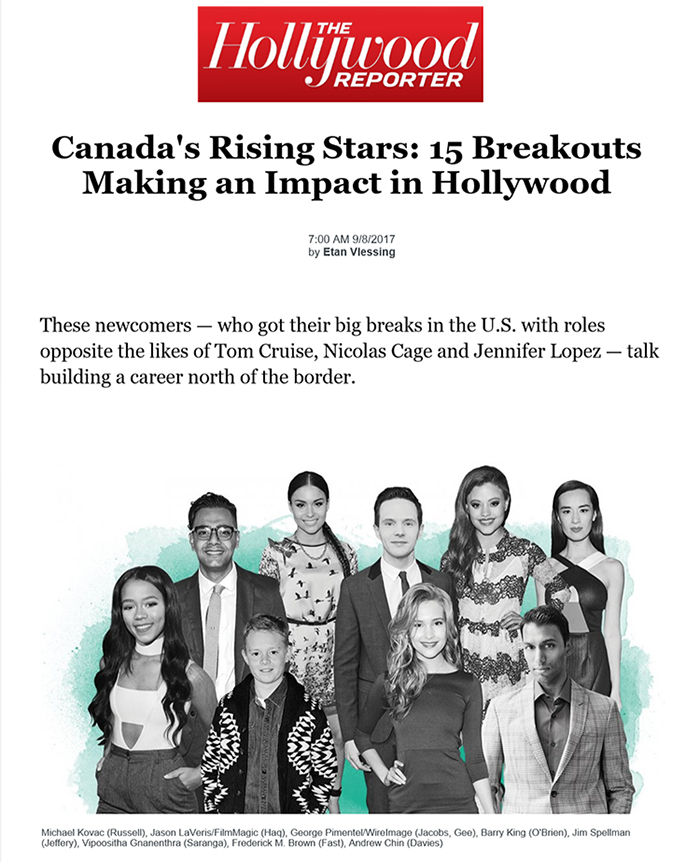 THE
Hollywood
REPORTER
Canada's Rising Stars: 15 Breakouts
Making an Impact in Hollywood
7:00 AM 9/8/2017
by Etan Vlessing
These newcomers — who got their big breaks in the U.S. with roles
opposite the likes of Tom Cruise, Nicolas Cage and Jennifer Lopez — talk
building a career north of the border.
Michael Kovac (Russell), Jason LaVeris/FilmMagic (Haq), George Pimentel/WireImage (Jacobs, Gee), Barry King (O'Brien), Jim Spellman
(Jeffery), Vipoositha Gnanenthra (Saranga), Frederick M. Brown (Fast), Andrew Chin (Davies)